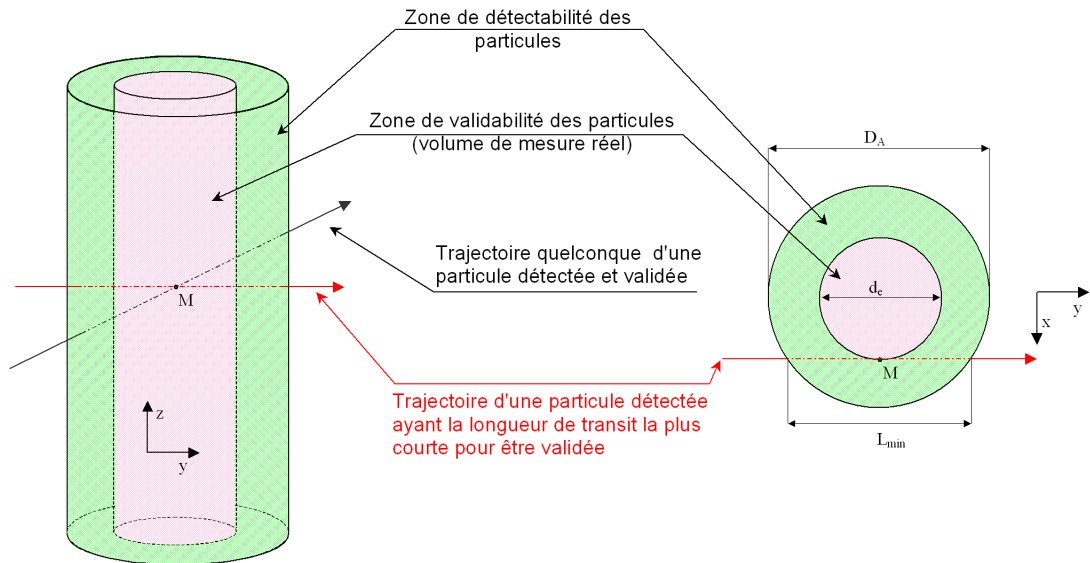 Zone de détectabilité des
particules
Zone de validabilité des particules
(volume de mesure réel)
D_A
Trajectoire quelconque d'une
particule détectée et validée
M
d_e
y
x
M
Trajectoire d'une particule détectée
ayant la longueur de transit la plus
courte pour être validée
L_min
z
y